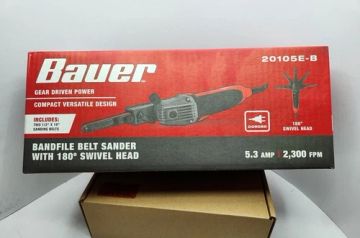 Bauer
20105E-B
GEAR DRIVEN POWER
COMPACT VERSATILE DESIGN
INCLUDES:
TWO 1/2" X 18"
SANDING BELTS
CORDED
180°
SWIVEL HEAD
BANDFILE BELT SANDER
WITH 180° SWIVEL HEAD
5.3 AMP 2,300 FPM